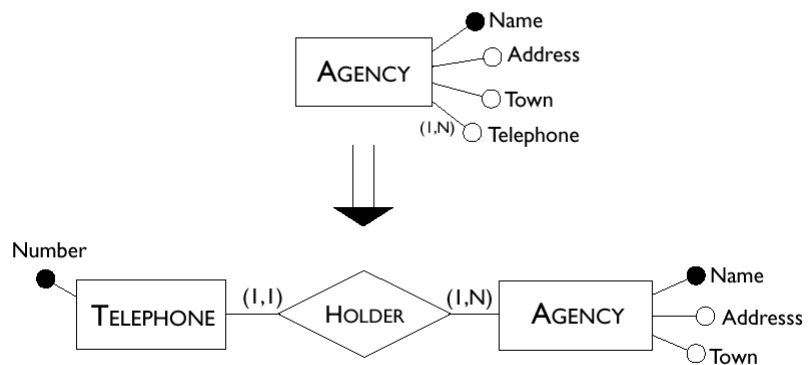 Name
AGENCY
Address
Town
(1,N)
Telephone
Number
TELEPHONE
(1,1)
HOLDER
(1,N)
AGENCY
Name
Addresss
Town